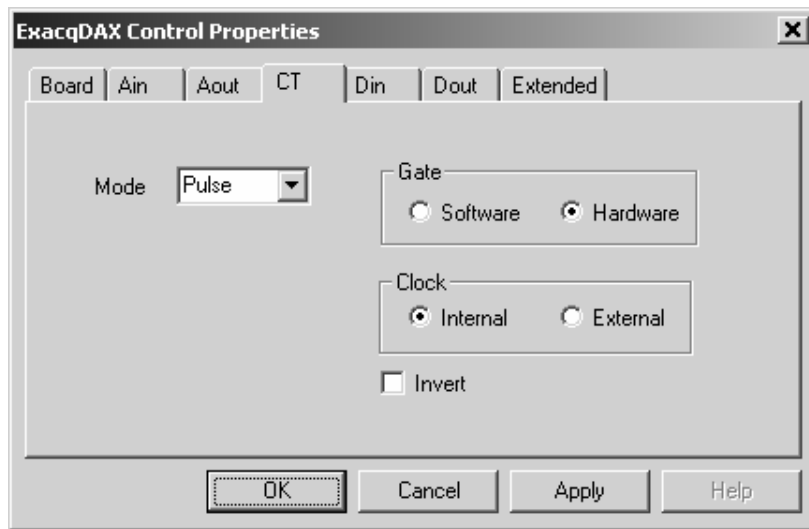 ExacqDAX Control Properties
Board Ain Aout CT Din Dout Extended
Mode Pulse
Gate
Software Hardware
Clock
Internal External
Invert
OK Cancel Apply Help